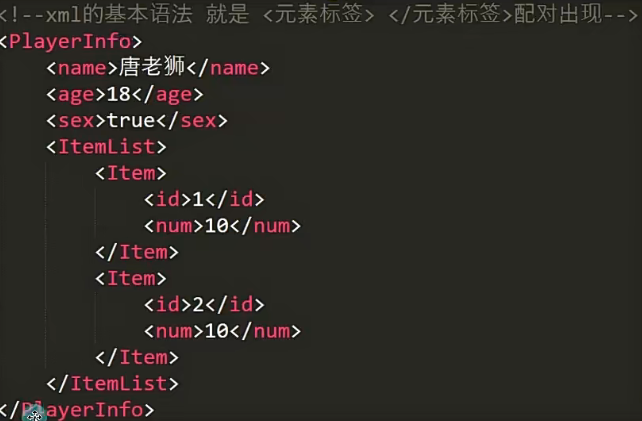 <!--xml的基本语法 就是 <元素标签> </元素标签>配对出现-->
<PlayerInfo>
    <name>唐老狮</name>
    <age>18</age>
    <sex>true</sex>
    <ItemList>
        <Item>
            <id>1</id>
            <num>10</num>
        </Item>
        <Item>
            <id>2</id>
            <num>10</num>
        </Item>
    </ItemList>
</PlayerInfo>